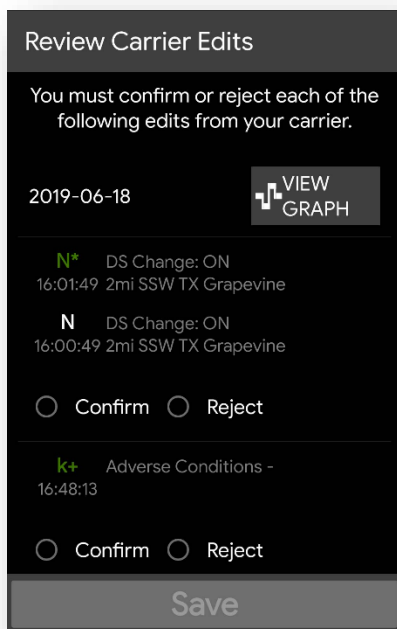 Review Carrier Edits
You must confirm or reject each of the
following edits from your carrier.
2019-06-18
VIEW
GRAPH
N* DS Change: ON
16:01:49 2mi SSW TX Grapevine
N DS Change: ON
16:00:49 2mi SSW TX Grapevine
Confirm Reject
k+ Adverse Conditions -
16:48:13
Confirm Reject
Save